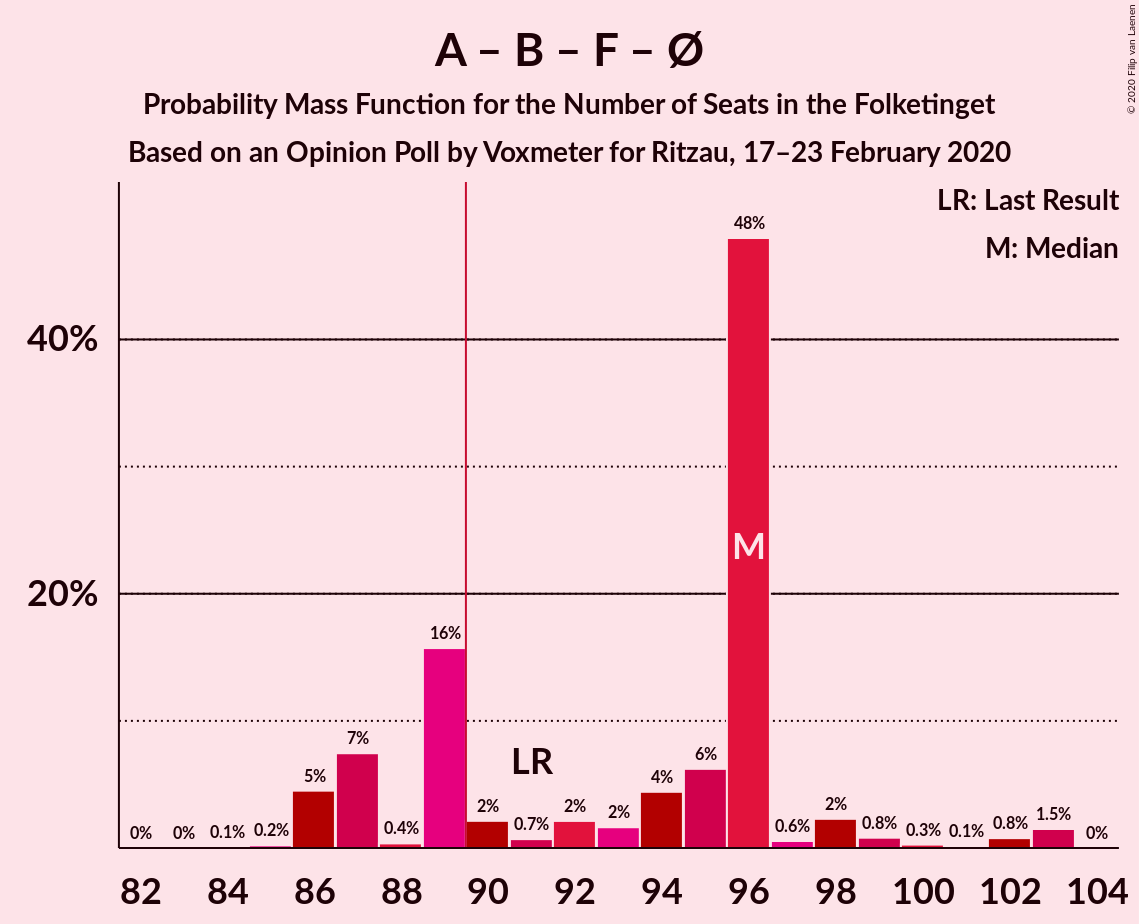 A – B – F – Ø
Probability Mass Function for the Number of Seats in the Folketinget
Based on an Opinion Poll by Voxmeter for Ritzau, 17–23 February 2020
© 2020 Filip van Laenen
LR: Last Result
M: Median
40%
20%
0% 0% 0.1% 0.2% 5% 7% 0.4% 16% 2% 0.7% 2% 2% 4% 6% 48% 0.6% 2% 0.8% 0.3% 0.1% 0.8% 1.5% 0%
LR
M
82 84 86 88 90 92 94 96 98 100 102 104